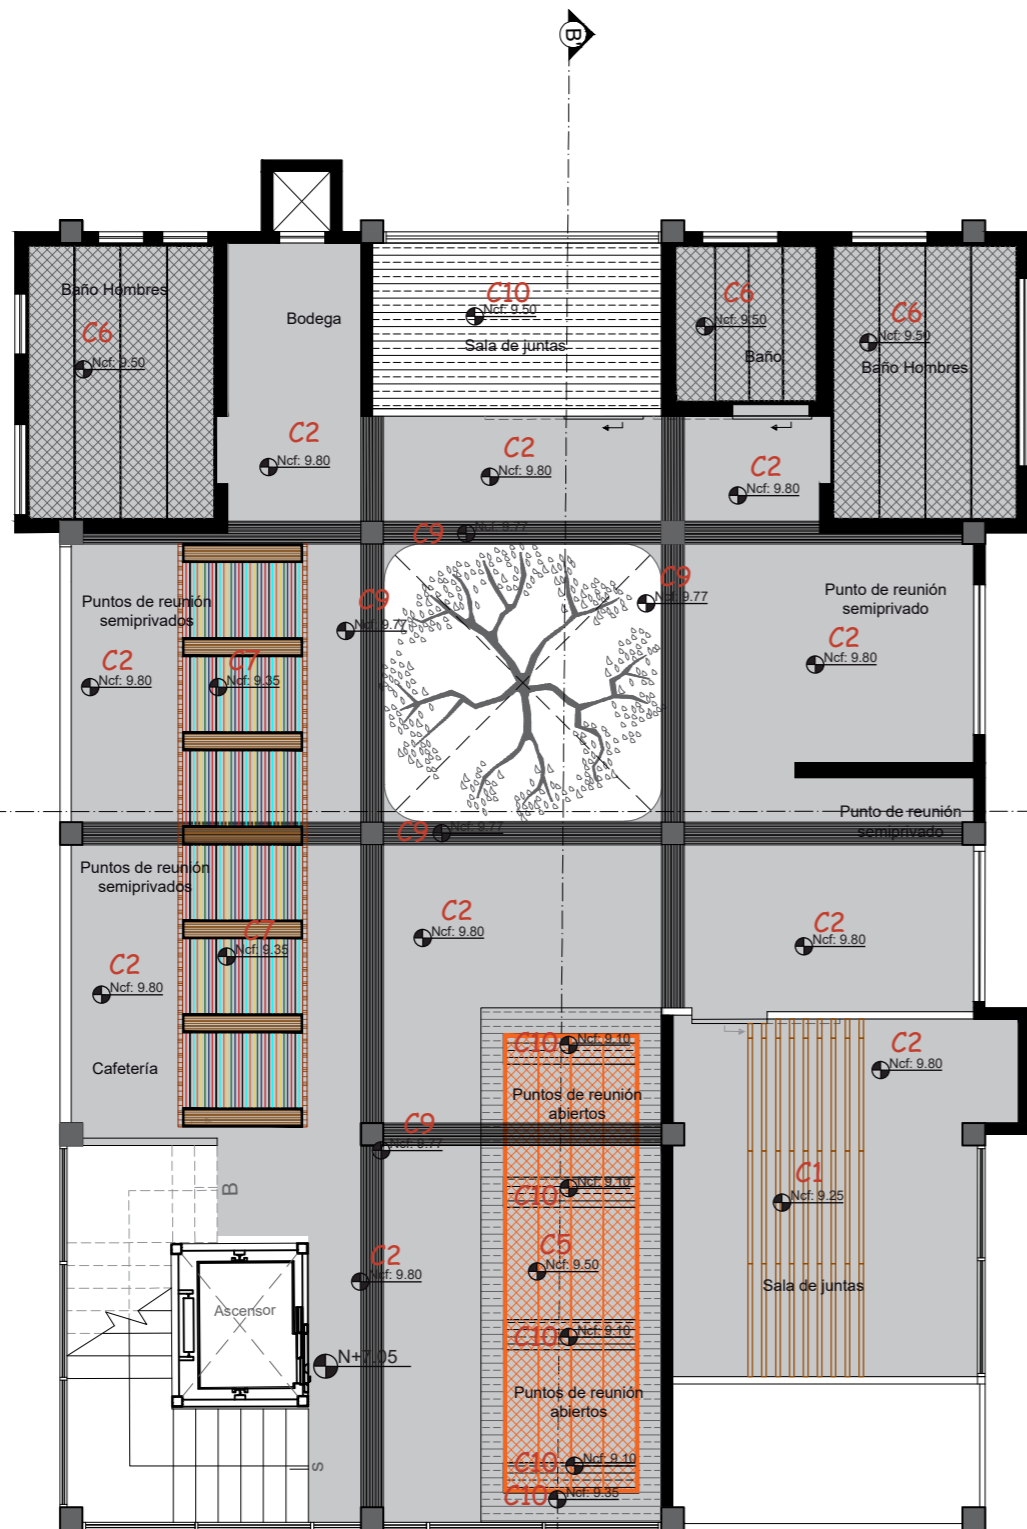 B'
Baño Hombres
C6
Ncf: 9.50
Bodega
C10
Ncf: 9.50
Sala de juntas
C6
Ncf: 9.50
Baño
C6
Ncf: 9.50
Baño Hombres
C2
Ncf: 9.80
C2
Ncf: 9.80
C2
Ncf: 9.80
C9
Ncf: 9.77
C9
Ncf: 9.77
C9
Ncf: 9.77
Puntos de reunión
semiprivados
C2
Ncf: 9.80
C7
Ncf: 9.35
Punto de reunión
semiprivado
C2
Ncf: 9.80
C9
Ncf: 9.77
Punto de reunión
semiprivado
Puntos de reunión
semiprivados
C7
Ncf: 9.35
C2
Ncf: 9.80
C2
Ncf: 9.80
C2
Ncf: 9.80
Cafetería
C10
Ncf: 9.10
Puntos de reunión
abiertos
C2
Ncf: 9.80
C9
Ncf: 9.77
B
C10
Ncf: 9.10
C1
Ncf: 9.25
C2
Ncf: 9.80
C5
Ncf: 9.50
Sala de juntas
Ascensor
C10
Ncf: 9.10
N+7.05
Puntos de reunión
abiertos
C10
Ncf: 9.10
C10
Ncf: 9.35
s